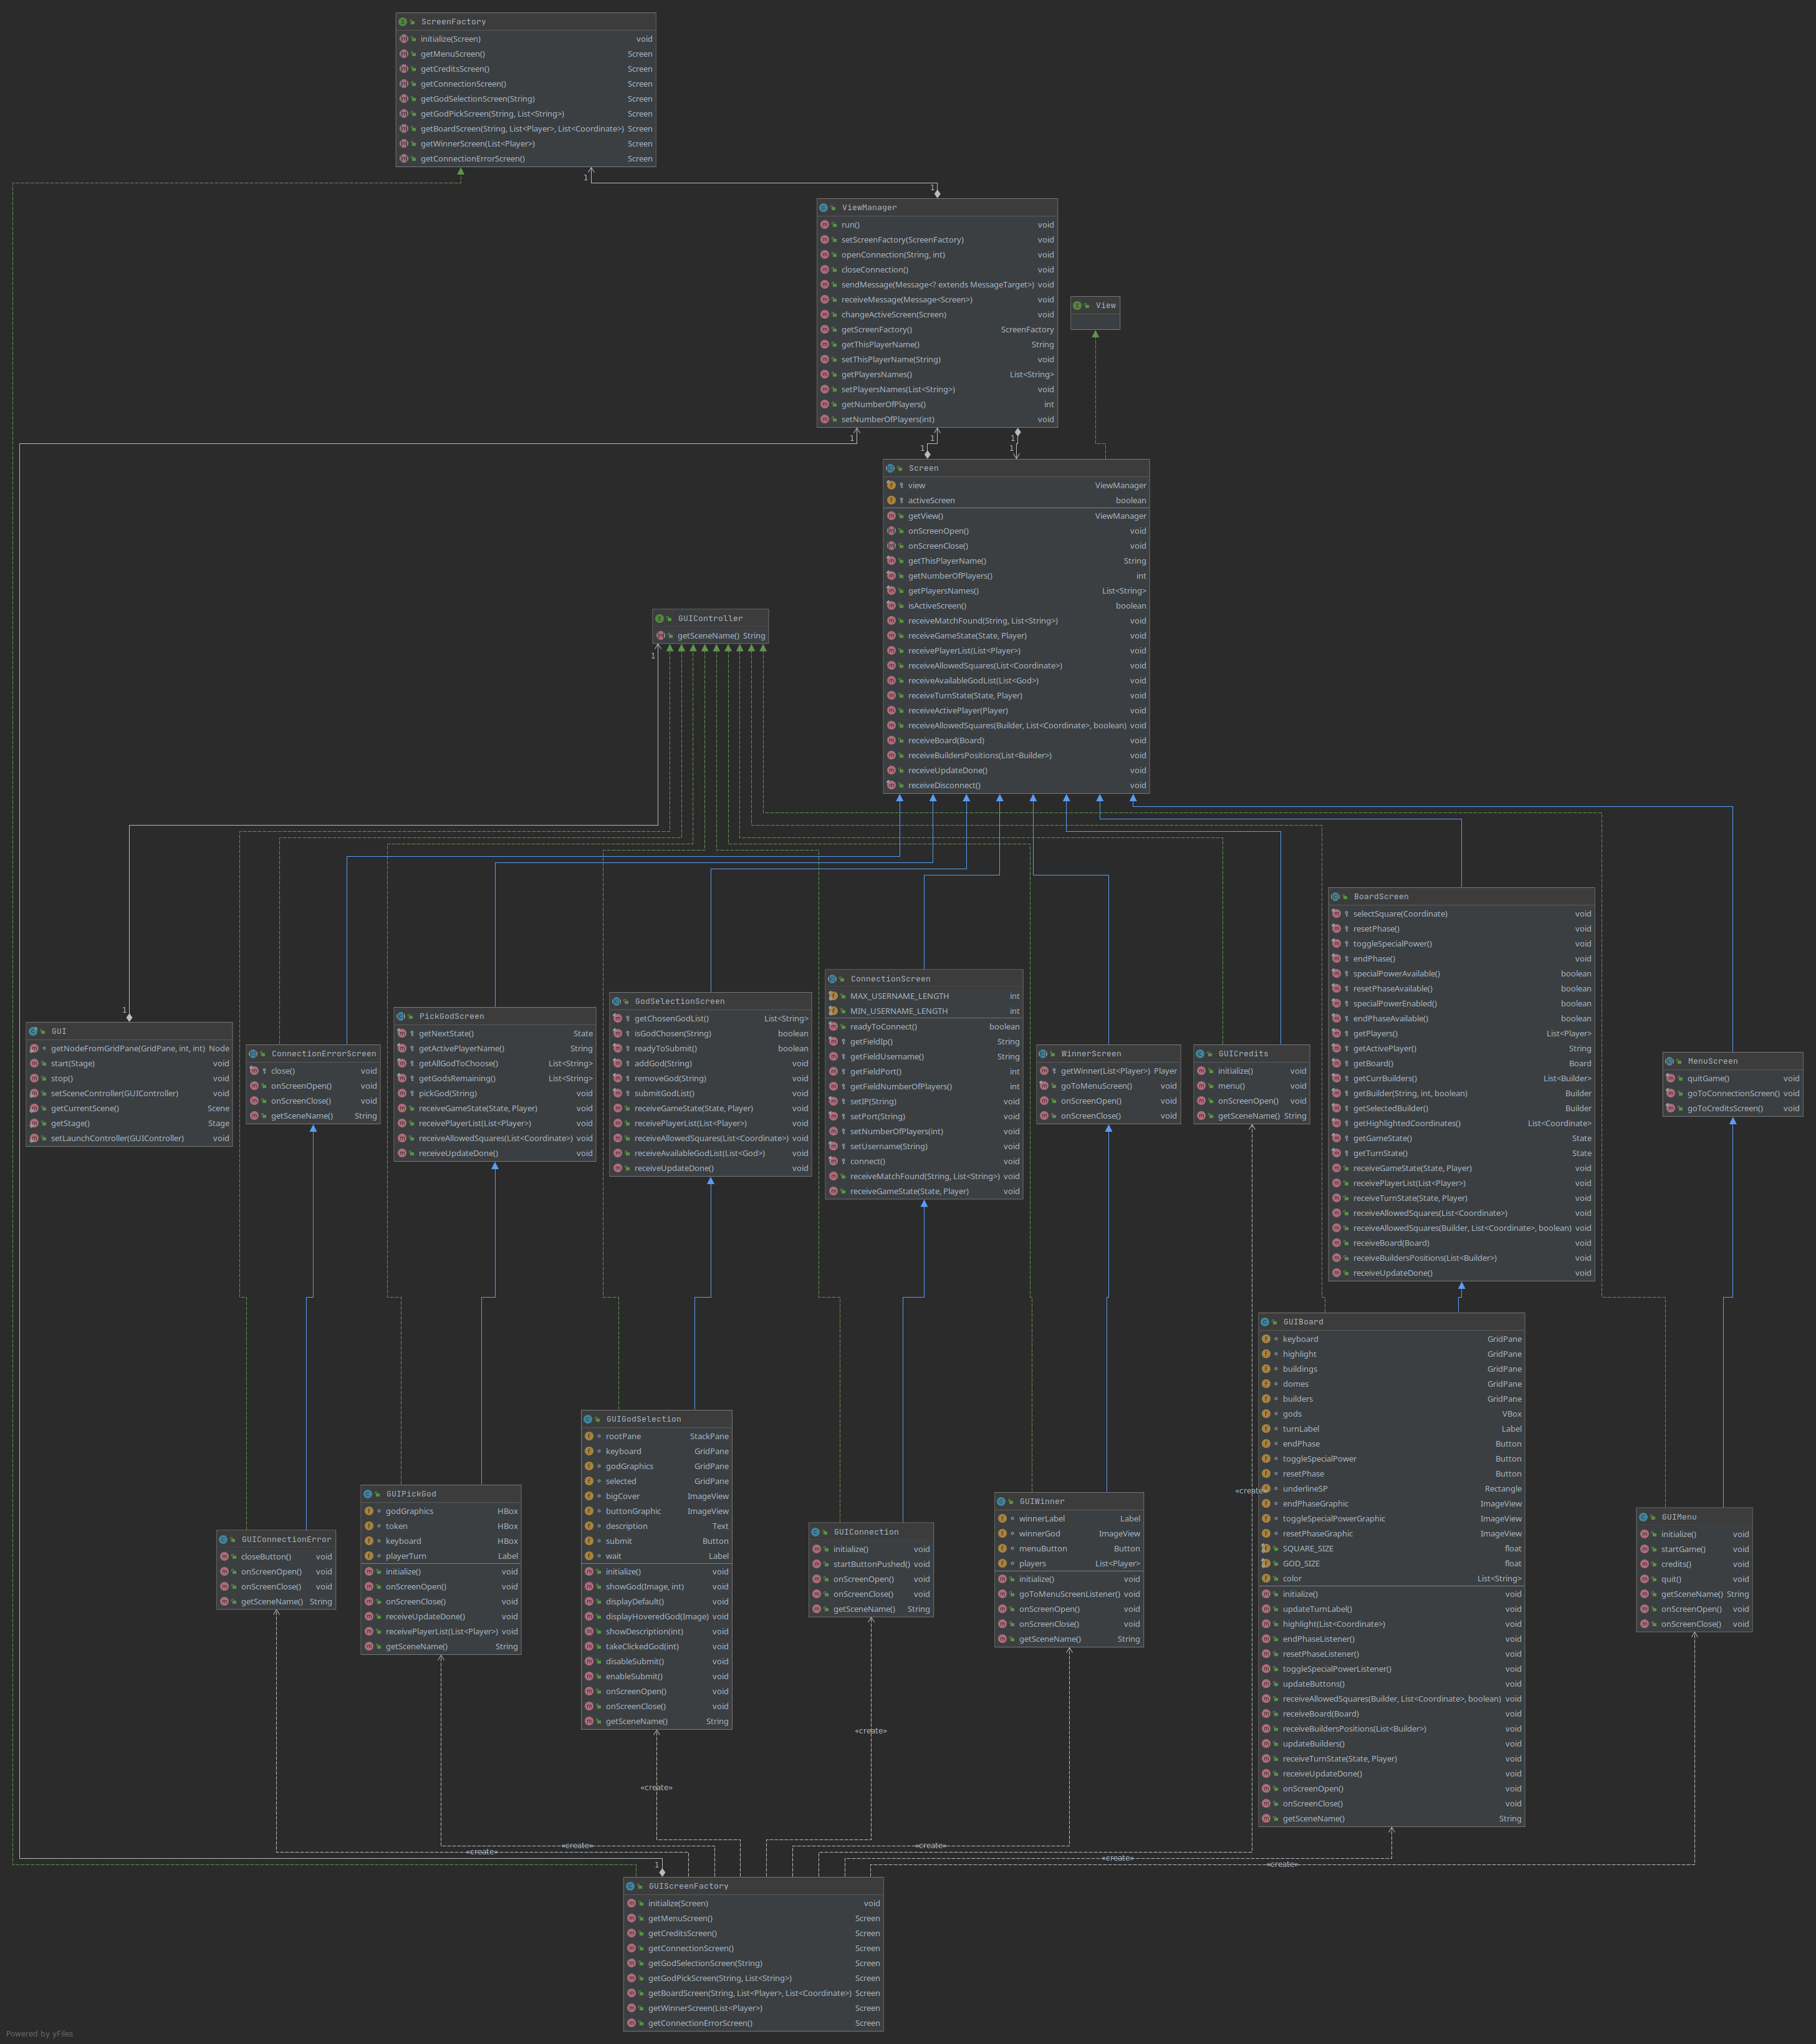 ScreenFactory
initialize(Screen) void
getMenuScreen() Screen
getCreditsScreen() Screen
getConnectionScreen() Screen
getGodSelectionScreen(String) Screen
getGodPickScreen(String, List<String>) Screen
getBoardScreen(String, List<Player>, List<Coordinate>) Screen
getWinnerScreen(List<Player>) Screen
getConnectionErrorScreen() Screen
1
1
ViewManager
run() void
setScreenFactory(ScreenFactory) void
openConnection(String, int) void
closeConnection() void
sendMessage(Message<? extends MessageTarget>) void
receiveMessage(Message<Screen>) void
changeActiveScreen(Screen) void
getScreenFactory() ScreenFactory
getThisPlayerName() String
setThisPlayerName(String) void
getPlayersNames() List<String>
setPlayersNames(List<String>) void
getNumberOfPlayers() int
setNumberOfPlayers(int) void
View
1 1 1
1 1
Screen
view ViewManager
activeScreen boolean
getView() ViewManager
onScreenOpen() void
onScreenClose() void
getThisPlayerName() String
getNumberOfPlayers() int
getPlayersNames() List<String>
isActiveScreen() boolean
receiveMatchFound(String, List<String>) void
receiveGameState(State, Player) void
receivePlayerList(List<Player>) void
receiveAllowedSquares(List<Coordinate>) void
receiveAvailableGodList(List<God>) void
receiveTurnState(State, Player) void
receiveActivePlayer(Player) void
receiveAllowedSquares(Builder, List<Coordinate>, boolean) void
receiveBoard(Board) void
receiveBuildersPositions(List<Builder>) void
receiveUpdateDone() void
receiveDisconnect() void
GUIController
getSceneName() String
1
1
GUI
getNodeFromGridPane(GridPane, int, int) Node
start(Stage) void
stop() void
setSceneController(GUIController) void
getCurrentScene() Scene
getStage() Stage
setLaunchController(GUIController) void
ConnectionErrorScreen
close() void
onScreenOpen() void
onScreenClose() void
getSceneName() String
PickGodScreen
getNextState() State
getActivePlayerName() String
getAllGodToChoose() List<String>
getGodsRemaining() List<String>
pickGod(String) void
receiveGameState(State, Player) void
receivePlayerList(List<Player>) void
receiveAllowedSquares(List<Coordinate>) void
receiveUpdateDone() void
GodSelectionScreen
getChosenGodList() List<String>
isGodChosen(String) boolean
readyToSubmit() boolean
addGod(String) void
removeGod(String) void
submitGodList() void
receiveGameState(State, Player) void
receivePlayerList(List<Player>) void
receiveAllowedSquares(List<Coordinate>) void
receiveAvailableGodList(List<God>) void
receiveUpdateDone() void
ConnectionScreen
MAX_USERNAME_LENGTH int
MIN_USERNAME_LENGTH int
readyToConnect() boolean
getFieldIp() String
getFieldUsername() String
getFieldPort() int
getFieldNumberOfPlayers() int
setIP(String) void
setPort(String) void
setNumberOfPlayers(int) void
setUsername(String) void
connect() void
receiveMatchFound(String, List<String>) void
receiveGameState(State, Player) void
WinnerScreen
getWinner(List<Player>) Player
goToMenuScreen() void
onScreenOpen() void
onScreenClose() void
GUICredits
initialize() void
menu() void
onScreenOpen() void
getSceneName() String
BoardScreen
selectSquare(Coordinate) void
resetPhase() void
toggleSpecialPower() void
endPhase() void
specialPowerAvailable() boolean
resetPhaseAvailable() boolean
specialPowerEnabled() boolean
endPhaseAvailable() boolean
getPlayers() List<Player>
getActivePlayer() String
getBoard() Board
getCurrBuilders() List<Builder>
getBuilder(String, int, boolean) Builder
getSelectedBuilder() Builder
getHighlightedCoordinates() List<Coordinate>
getGameState() State
getTurnState() State
receiveGameState(State, Player) void
receivePlayerList(List<Player>) void
receiveTurnState(State, Player) void
receiveAllowedSquares(List<Coordinate>) void
receiveAllowedSquares(Builder, List<Coordinate>, boolean) void
receiveBoard(Board) void
receiveBuildersPositions(List<Builder>) void
receiveUpdateDone() void
MenuScreen
quitGame() void
goToConnectionScreen() void
goToCreditsScreen() void
GUIConnectionError
closeButton() void
onScreenOpen() void
onScreenClose() void
getSceneName() String
GUIPickGod
godGraphics HBox
token HBox
keyboard HBox
playerTurn Label
initialize() void
onScreenOpen() void
onScreenClose() void
receiveUpdateDone() void
receivePlayerList(List<Player>) void
getSceneName() String
GUIGodSelection
rootPane StackPane
keyboard GridPane
godGraphics GridPane
selected GridPane
bigCover ImageView
buttonGraphic ImageView
description Text
submit Button
wait Label
initialize() void
showGod(Image, int) void
displayDefault() void
displayHoveredGod(Image) void
showDescription(int) void
takeClickedGod(int) void
disableSubmit() void
enableSubmit() void
onScreenOpen() void
onScreenClose() void
getSceneName() String
GUIConnection
initialize() void
startButtonPushed() void
onScreenOpen() void
onScreenClose() void
getSceneName() String
GUIWinner
winnerLabel Label
winnerGod ImageView
menuButton Button
players List<Player>
initialize() void
goToMenuScreenListener() void
onScreenOpen() void
onScreenClose() void
getSceneName() String
GUIBoard
keyboard GridPane
highlight GridPane
buildings GridPane
domes GridPane
builders GridPane
gods VBox
turnLabel Label
endPhase Button
toggleSpecialPower Button
resetPhase Button
underlineSP Rectangle
endPhaseGraphic ImageView
toggleSpecialPowerGraphic ImageView
resetPhaseGraphic ImageView
SQUARE_SIZE float
GOD_SIZE float
color List<String>
initialize() void
updateTurnLabel() void
highlight(List<Coordinate>) void
endPhaseListener() void
resetPhaseListener() void
toggleSpecialPowerListener() void
updateButtons() void
receiveAllowedSquares(Builder, List<Coordinate>, boolean) void
receiveBoard(Board) void
receiveBuildersPositions(List<Builder>) void
updateBuilders() void
receiveTurnState(State, Player) void
receiveUpdateDone() void
onScreenOpen() void
onScreenClose() void
getSceneName() String
GUIMenu
initialize() void
startGame() void
credits() void
quit() void
getSceneName() String
onScreenOpen() void
onScreenClose() void
«create»
«create»
«create»
«create»
«create»
«create»
«create»
«create»
1
GUIScreenFactory
initialize(Screen) void
getMenuScreen() Screen
getCreditsScreen() Screen
getConnectionScreen() Screen
getGodSelectionScreen(String) Screen
getGodPickScreen(String, List<String>) Screen
getBoardScreen(String, List<Player>, List<Coordinate>) Screen
getWinnerScreen(List<Player>) Screen
getConnectionErrorScreen() Screen
Powered by yFiles